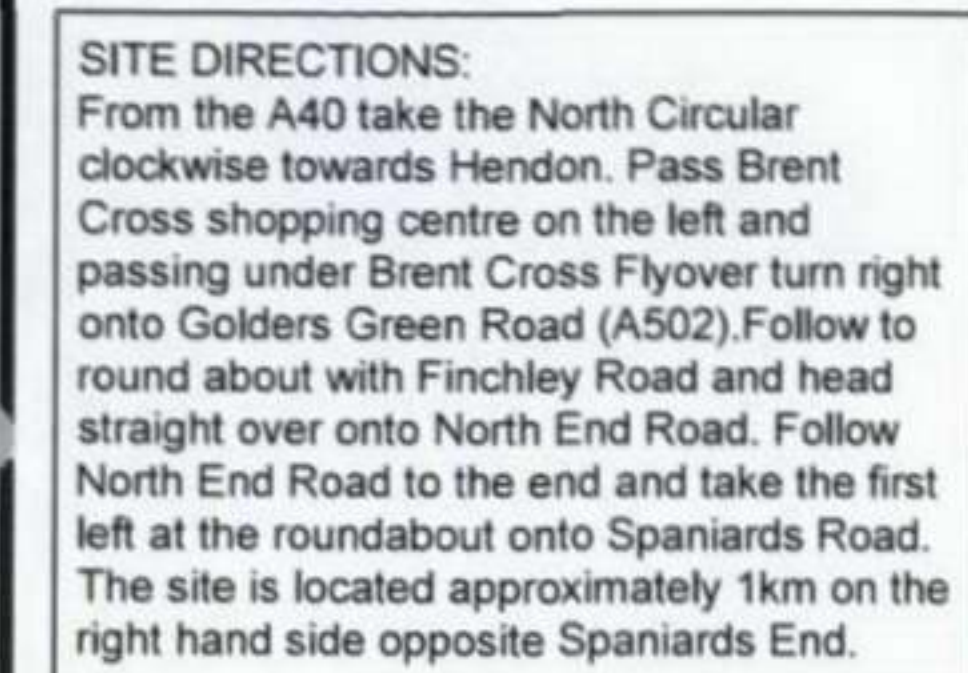 SITE DIRECTIONS:
From the A40 take the North Circular
clockwise towards Hendon. Pass Brent
Cross shopping centre on the left and
passing under Brent Cross Flyover turn right
onto Golders Green Road (A502).Follow to
round about with Finchley Road and head
straight over onto North End Road. Follow
North End Road to the end and take the first
left at the roundabout onto Spaniards Road.
The site is located approximately 1km on the
right hand side opposite Spaniards End.